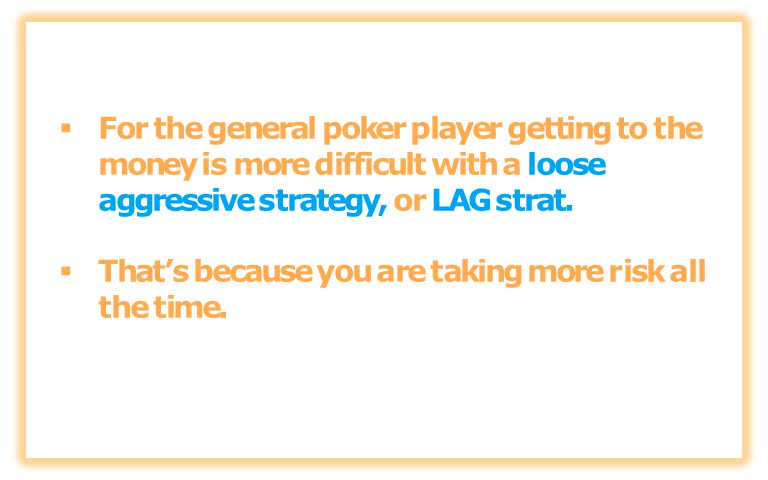 ▪ For the general poker player getting to the
money is more difficult with a loose
aggressive strategy, or LAG strat.
▪ That's because you are taking more risk all
the time.